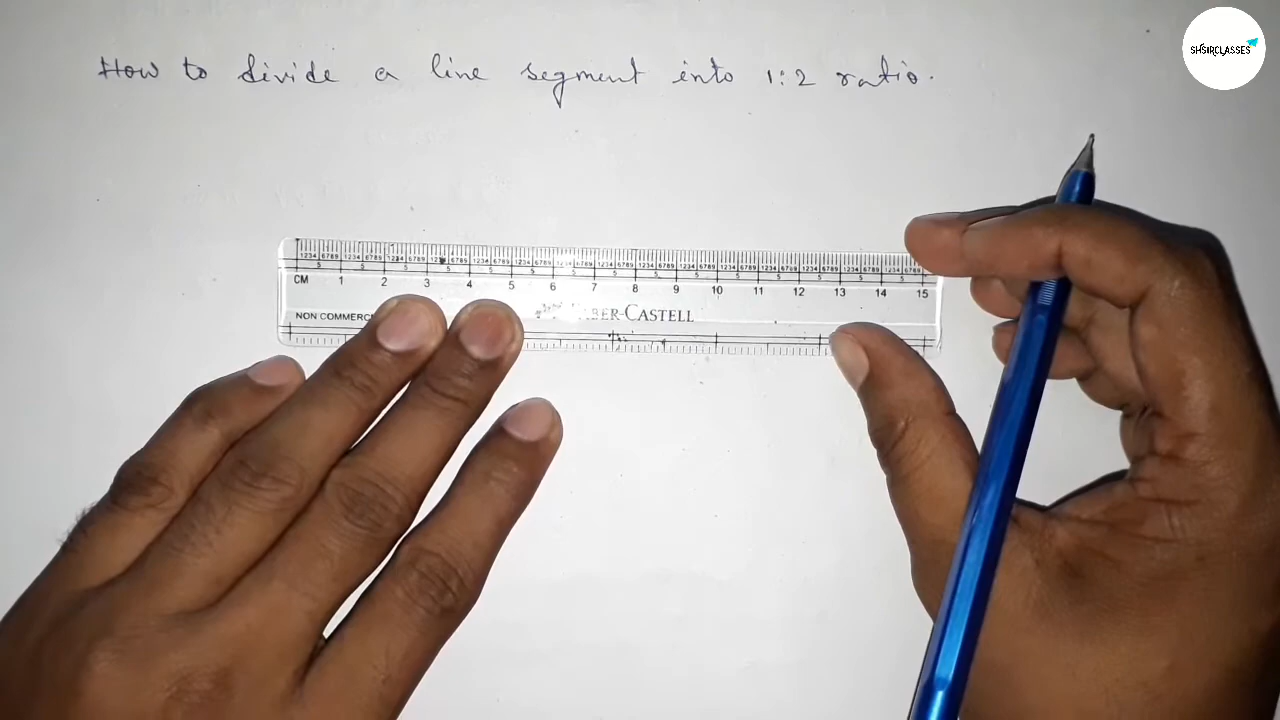 How to divide a line segment into 1:2 ratio.
SHSIRCLASSES
CM 1 2 3 4 5 6 7 8 9 10 11 12 13 14 15
NON COMMERC
BER-CASTELL